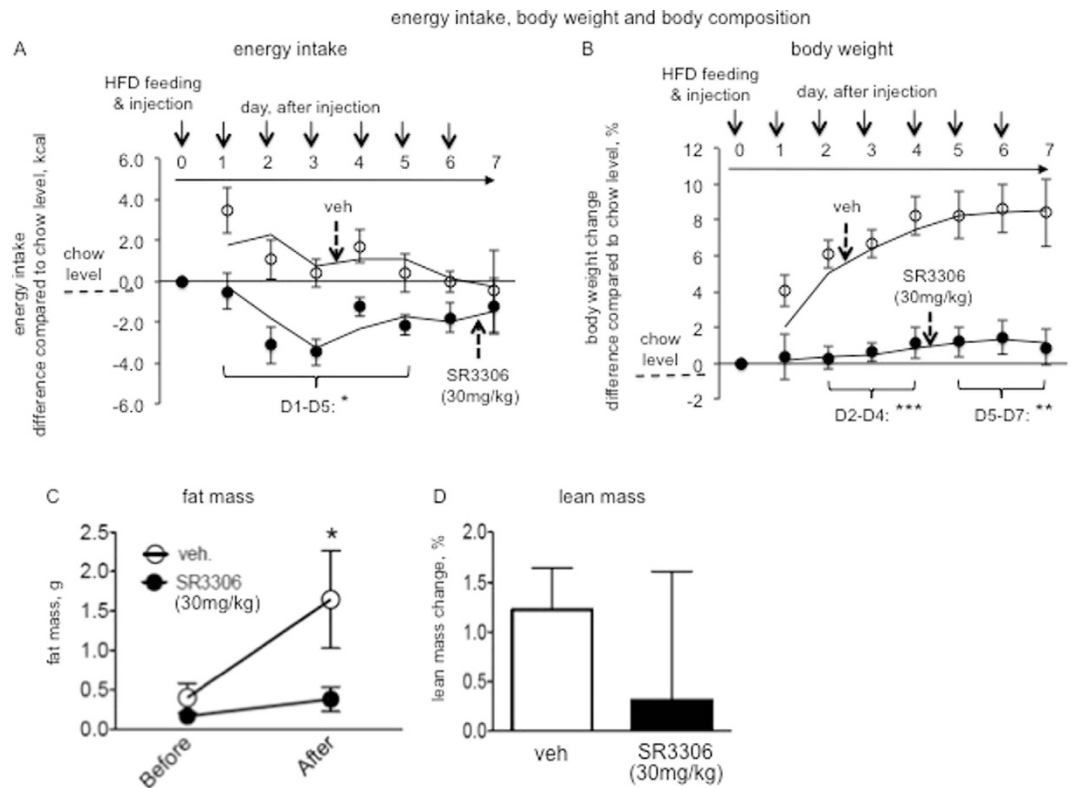 energy intake, body weight and body composition
A
energy intake
HFD feeding
& injection
day, after injection
0 1 2 3 4 5 6 7
energy intake
difference compared to chow level, kcal
6.0
4.0
2.0
0.0
-2.0
-4.0
-6.0
chow
level
veh
SR3306
(30mg/kg)
D1-D5: *
B
body weight
HFD feeding
& injection
day, after injection
0 1 2 3 4 5 6 7
body weight change
difference compared to chow level, %
12
10
8
6
4
2
0
-2
chow
level
veh
SR3306
(30mg/kg)
D2-D4: ***
D5-D7: **
C
fat mass
fat mass, g
2.5
2.0
1.5
1.0
0.5
0.0
veh.
SR3306
(30mg/kg)
*
Before
After
D
lean mass
lean mass change, %
2.0
1.5
1.0
0.5
0.0
veh
SR3306
(30mg/kg)